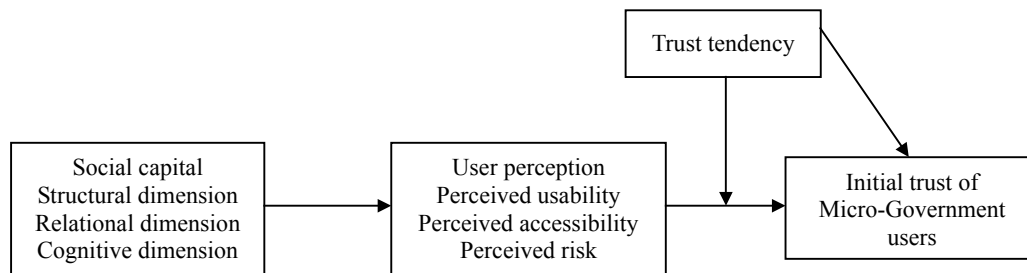 Trust tendency
Social capital
Structural dimension
Relational dimension
Cognitive dimension
User perception
Perceived usability
Perceived accessibility
Perceived risk
Initial trust of
Micro-Government
users